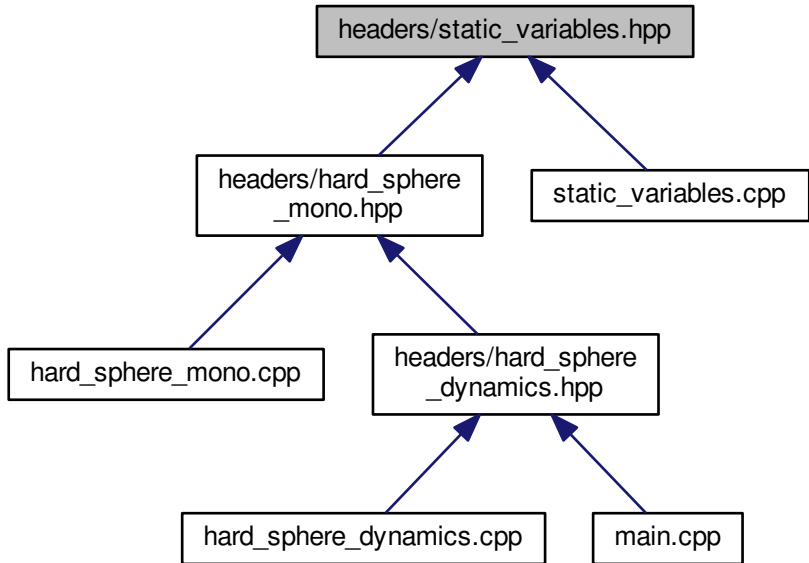 headers/static_variables.hpp
headers/hard_sphere
_mono.hpp
static_variables.cpp
hard_sphere_mono.cpp
headers/hard_sphere
_dynamics.hpp
hard_sphere_dynamics.cpp
main.cpp